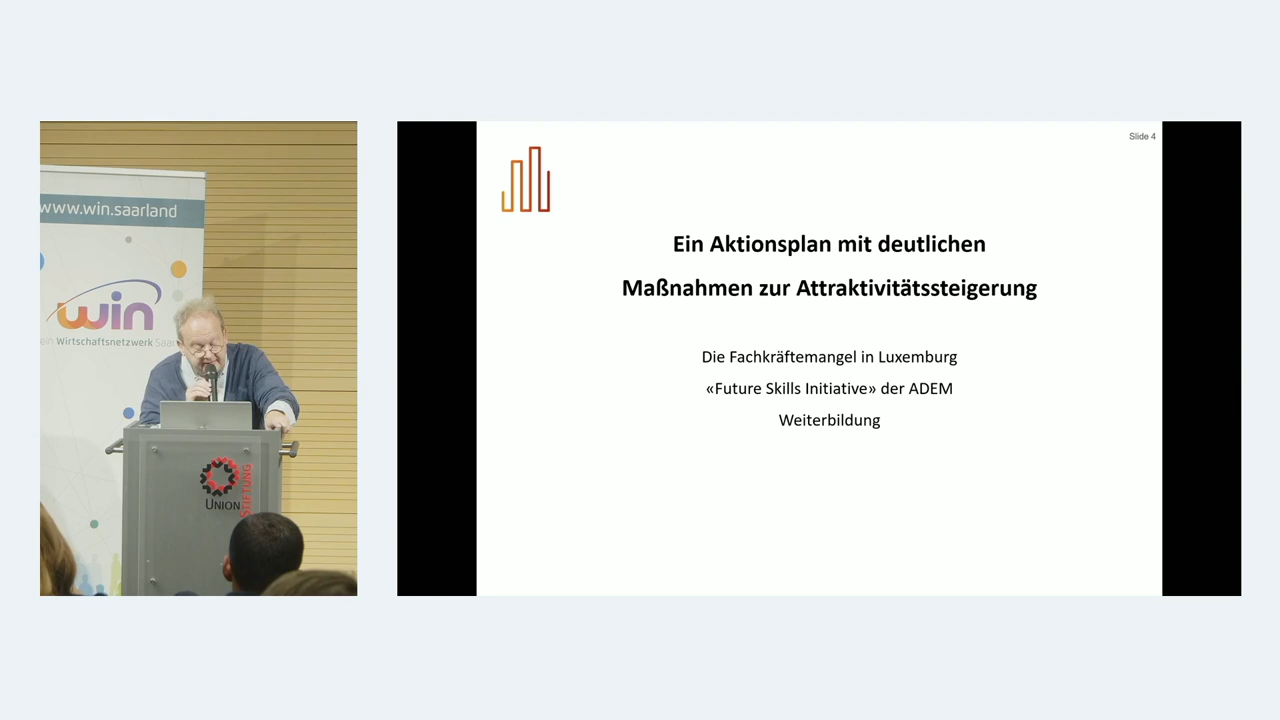 www.win.saarland
win
ein Wirtschaftsnetzwerk Saar
UNION
STIFTUNG
Slide 4
Ein Aktionsplan mit deutlichen
Maßnahmen zur Attraktivitätssteigerung
Die Fachkräftemangel in Luxemburg
«Future Skills Initiative» der ADEM
Weiterbildung